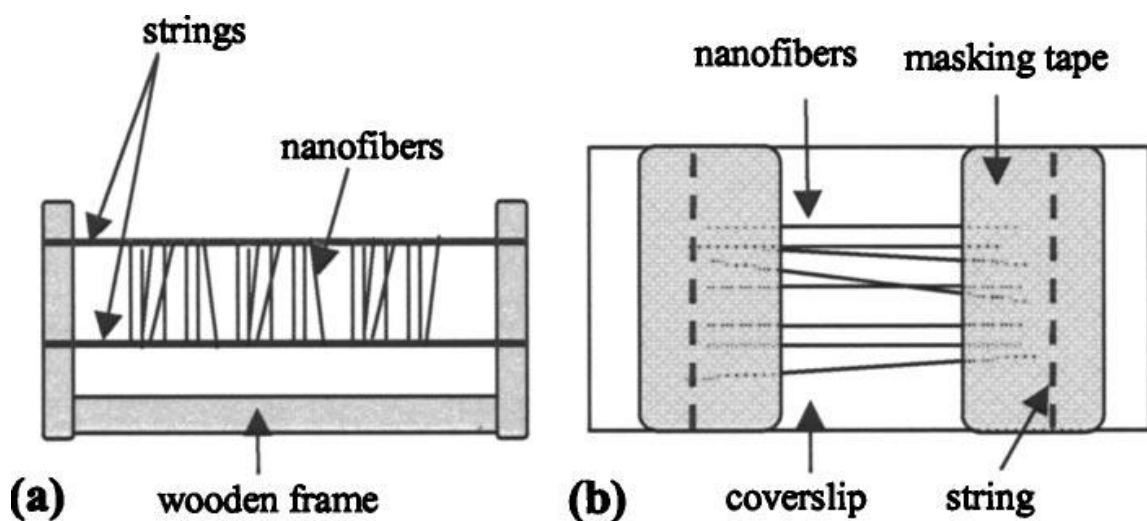 strings
nanofibers
(a)
wooden frame
nanofibers
masking tape
(b)
coverslip
string